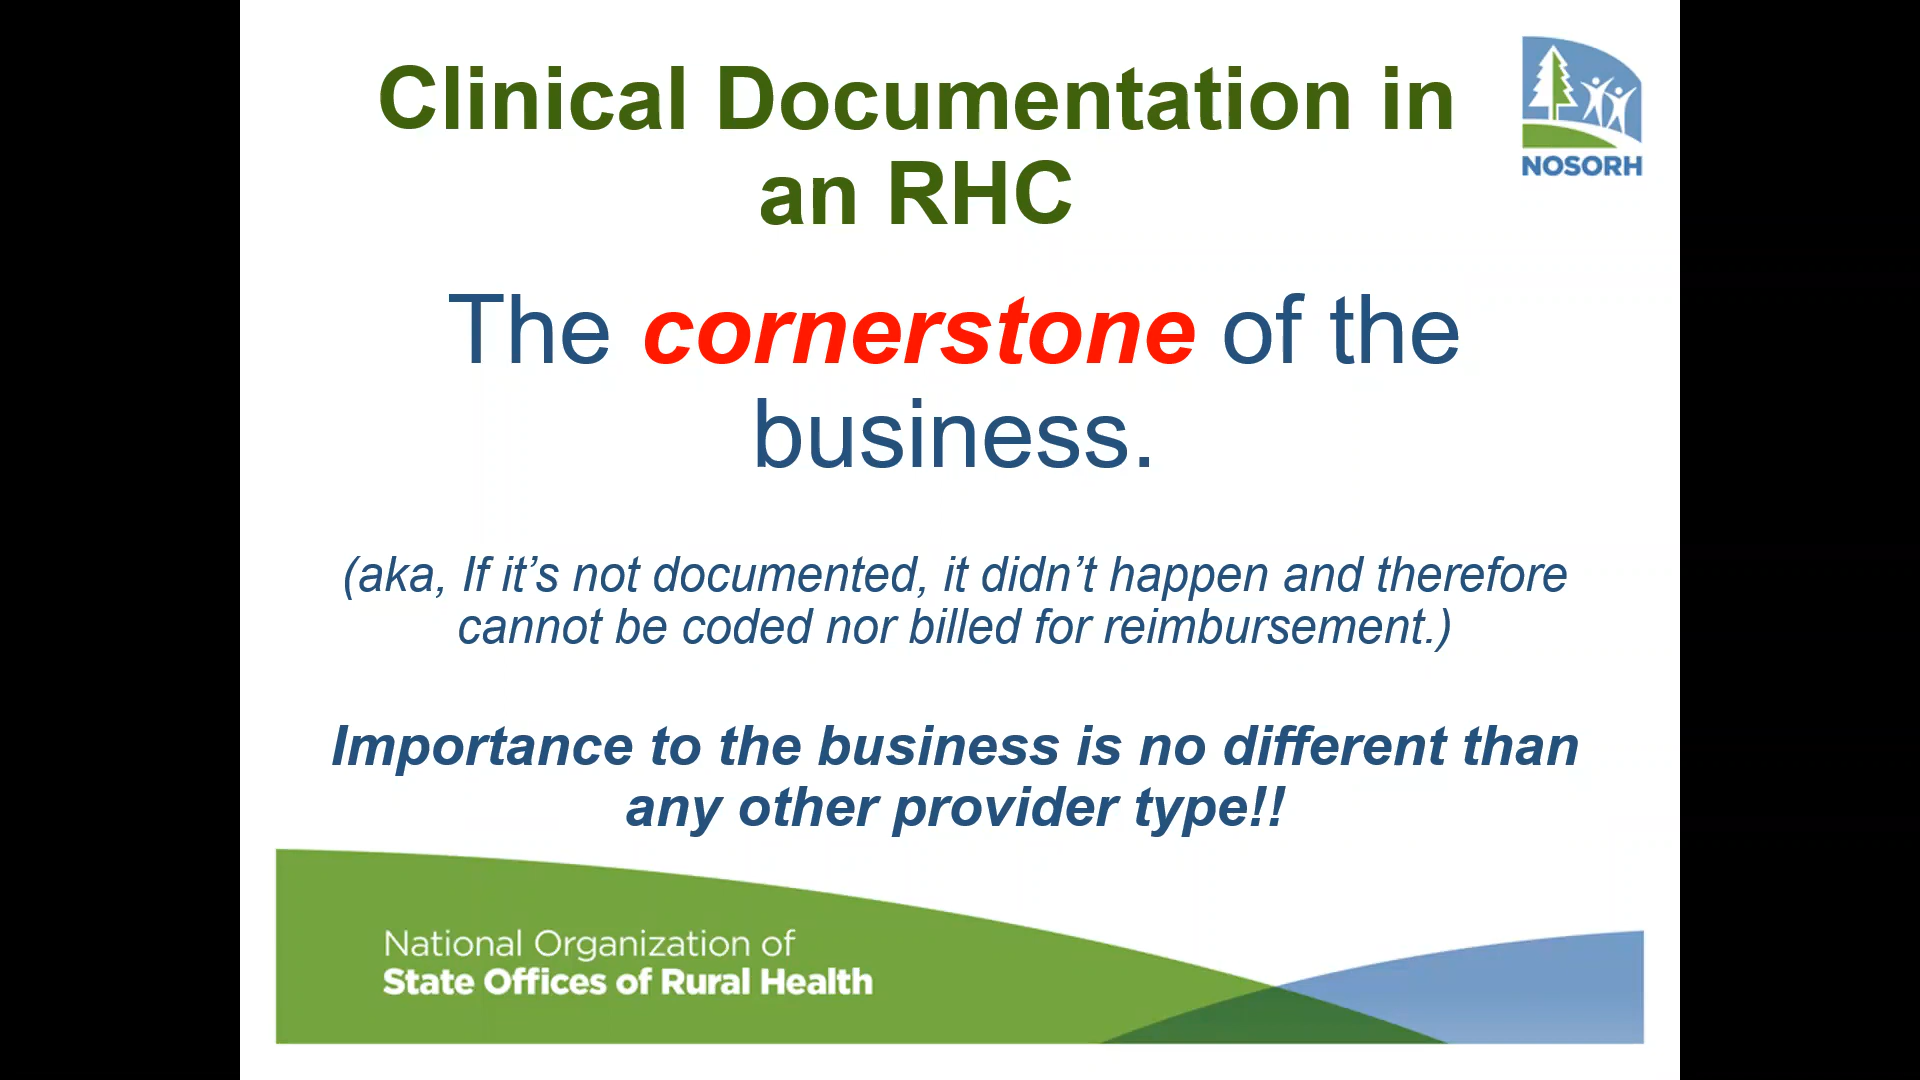 Clinical Documentation in
an RHC
NOSORH
The cornerstone of the
business.
(aka, If it’s not documented, it didn’t happen and therefore
cannot be coded nor billed for reimbursement.)
Importance to the business is no different than
any other provider type!!
National Organization of
State Offices of Rural Health